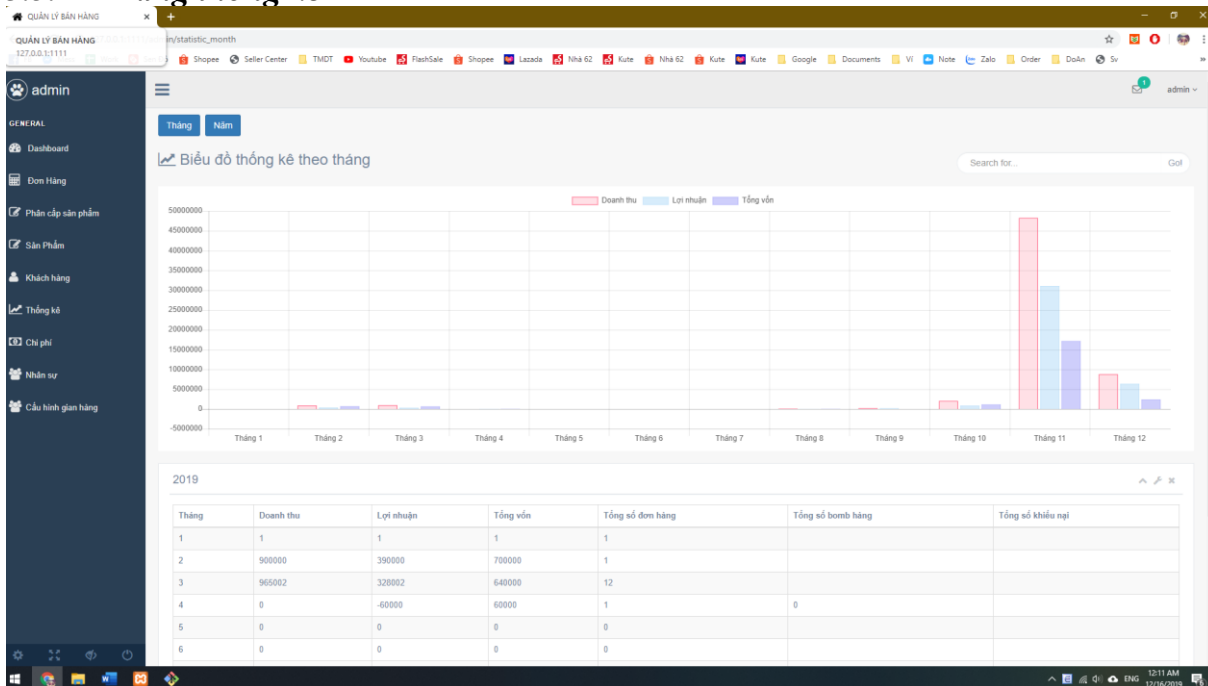 QUẢN LÝ BÁN HÀNG
QUẢN LÝ BÁN HÀNG
127.0.0.1:1111
/statistic_month
Shopee Seller Center TMDT Youtube FlashSale Shopee Lazada Nhà 62 Kute Nhà 62 Kute Kute Google Documents Ví Note Zalo Order DoAn Sv
admin
1
admin
GENERAL
Dashboard
Đơn Hàng
Phân cấp sản phẩm
Sản Phẩm
Khách hàng
Thống kê
Chi phí
Nhân sự
Cấu hình gian hàng
Tháng Năm
Biểu đồ thống kê theo tháng
Search for... Go!
Doanh thu Lợi nhuận Tổng vốn
50000000
45000000
40000000
35000000
30000000
25000000
20000000
15000000
10000000
5000000
0
-5000000
Tháng 1 Tháng 2 Tháng 3 Tháng 4 Tháng 5 Tháng 6 Tháng 7 Tháng 8 Tháng 9 Tháng 10 Tháng 11 Tháng 12
2019
Tháng Doanh thu Lợi nhuận Tổng vốn Tổng số đơn hàng Tổng số bomb hàng Tổng số khiếu nại
1 1 1 1 1
2 900000 390000 700000 1
3 965002 328002 640000 12
4 0 -60000 60000 1 0
5 0 0 0 0
6 0 0 0 0
ENG
12:11 AM
12/16/2019